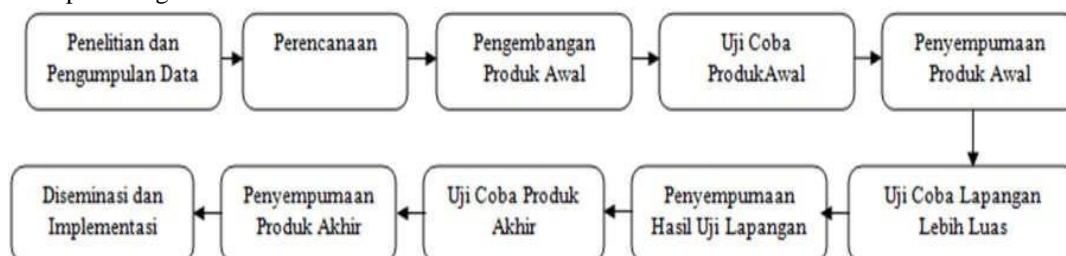 Penelitian dan
Pengumpulan Data
Perencanaan
Pengembangan
Produk Awal
Uji Coba
ProdukAwal
Penyempurnaan
Produk Awal
Uji Coba Lapangan
Lebih Luas
Penyempurnaan
Hasil Uji Lapangan
Uji Coba Produk
Akhir
Penyempurnaan
Produk Akhir
Diseminasi dan
Implementasi